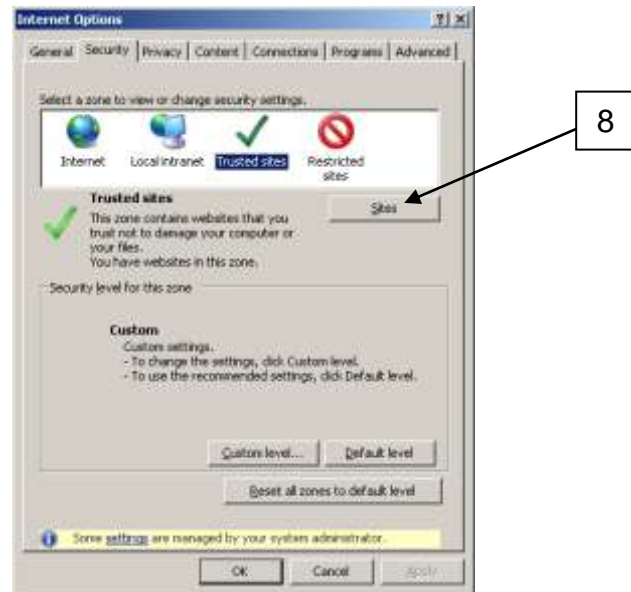 Internet Options
General Security Privacy Content Connections Programs Advanced
Select a zone to view or change security settings.
Internet Local intranet Trusted sites Restricted sites
8
Trusted sites
Sites
This zone contains websites that you
trust not to damage your computer or
your files.
You have websites in this zone.
Security level for this zone
Custom
Custom settings.
- To change the settings, click Custom level.
- To use the recommended settings, click Default level.
Custom level... Default level
Reset all zones to default level
Some settings are managed by your system administrator.
OK Cancel Apply